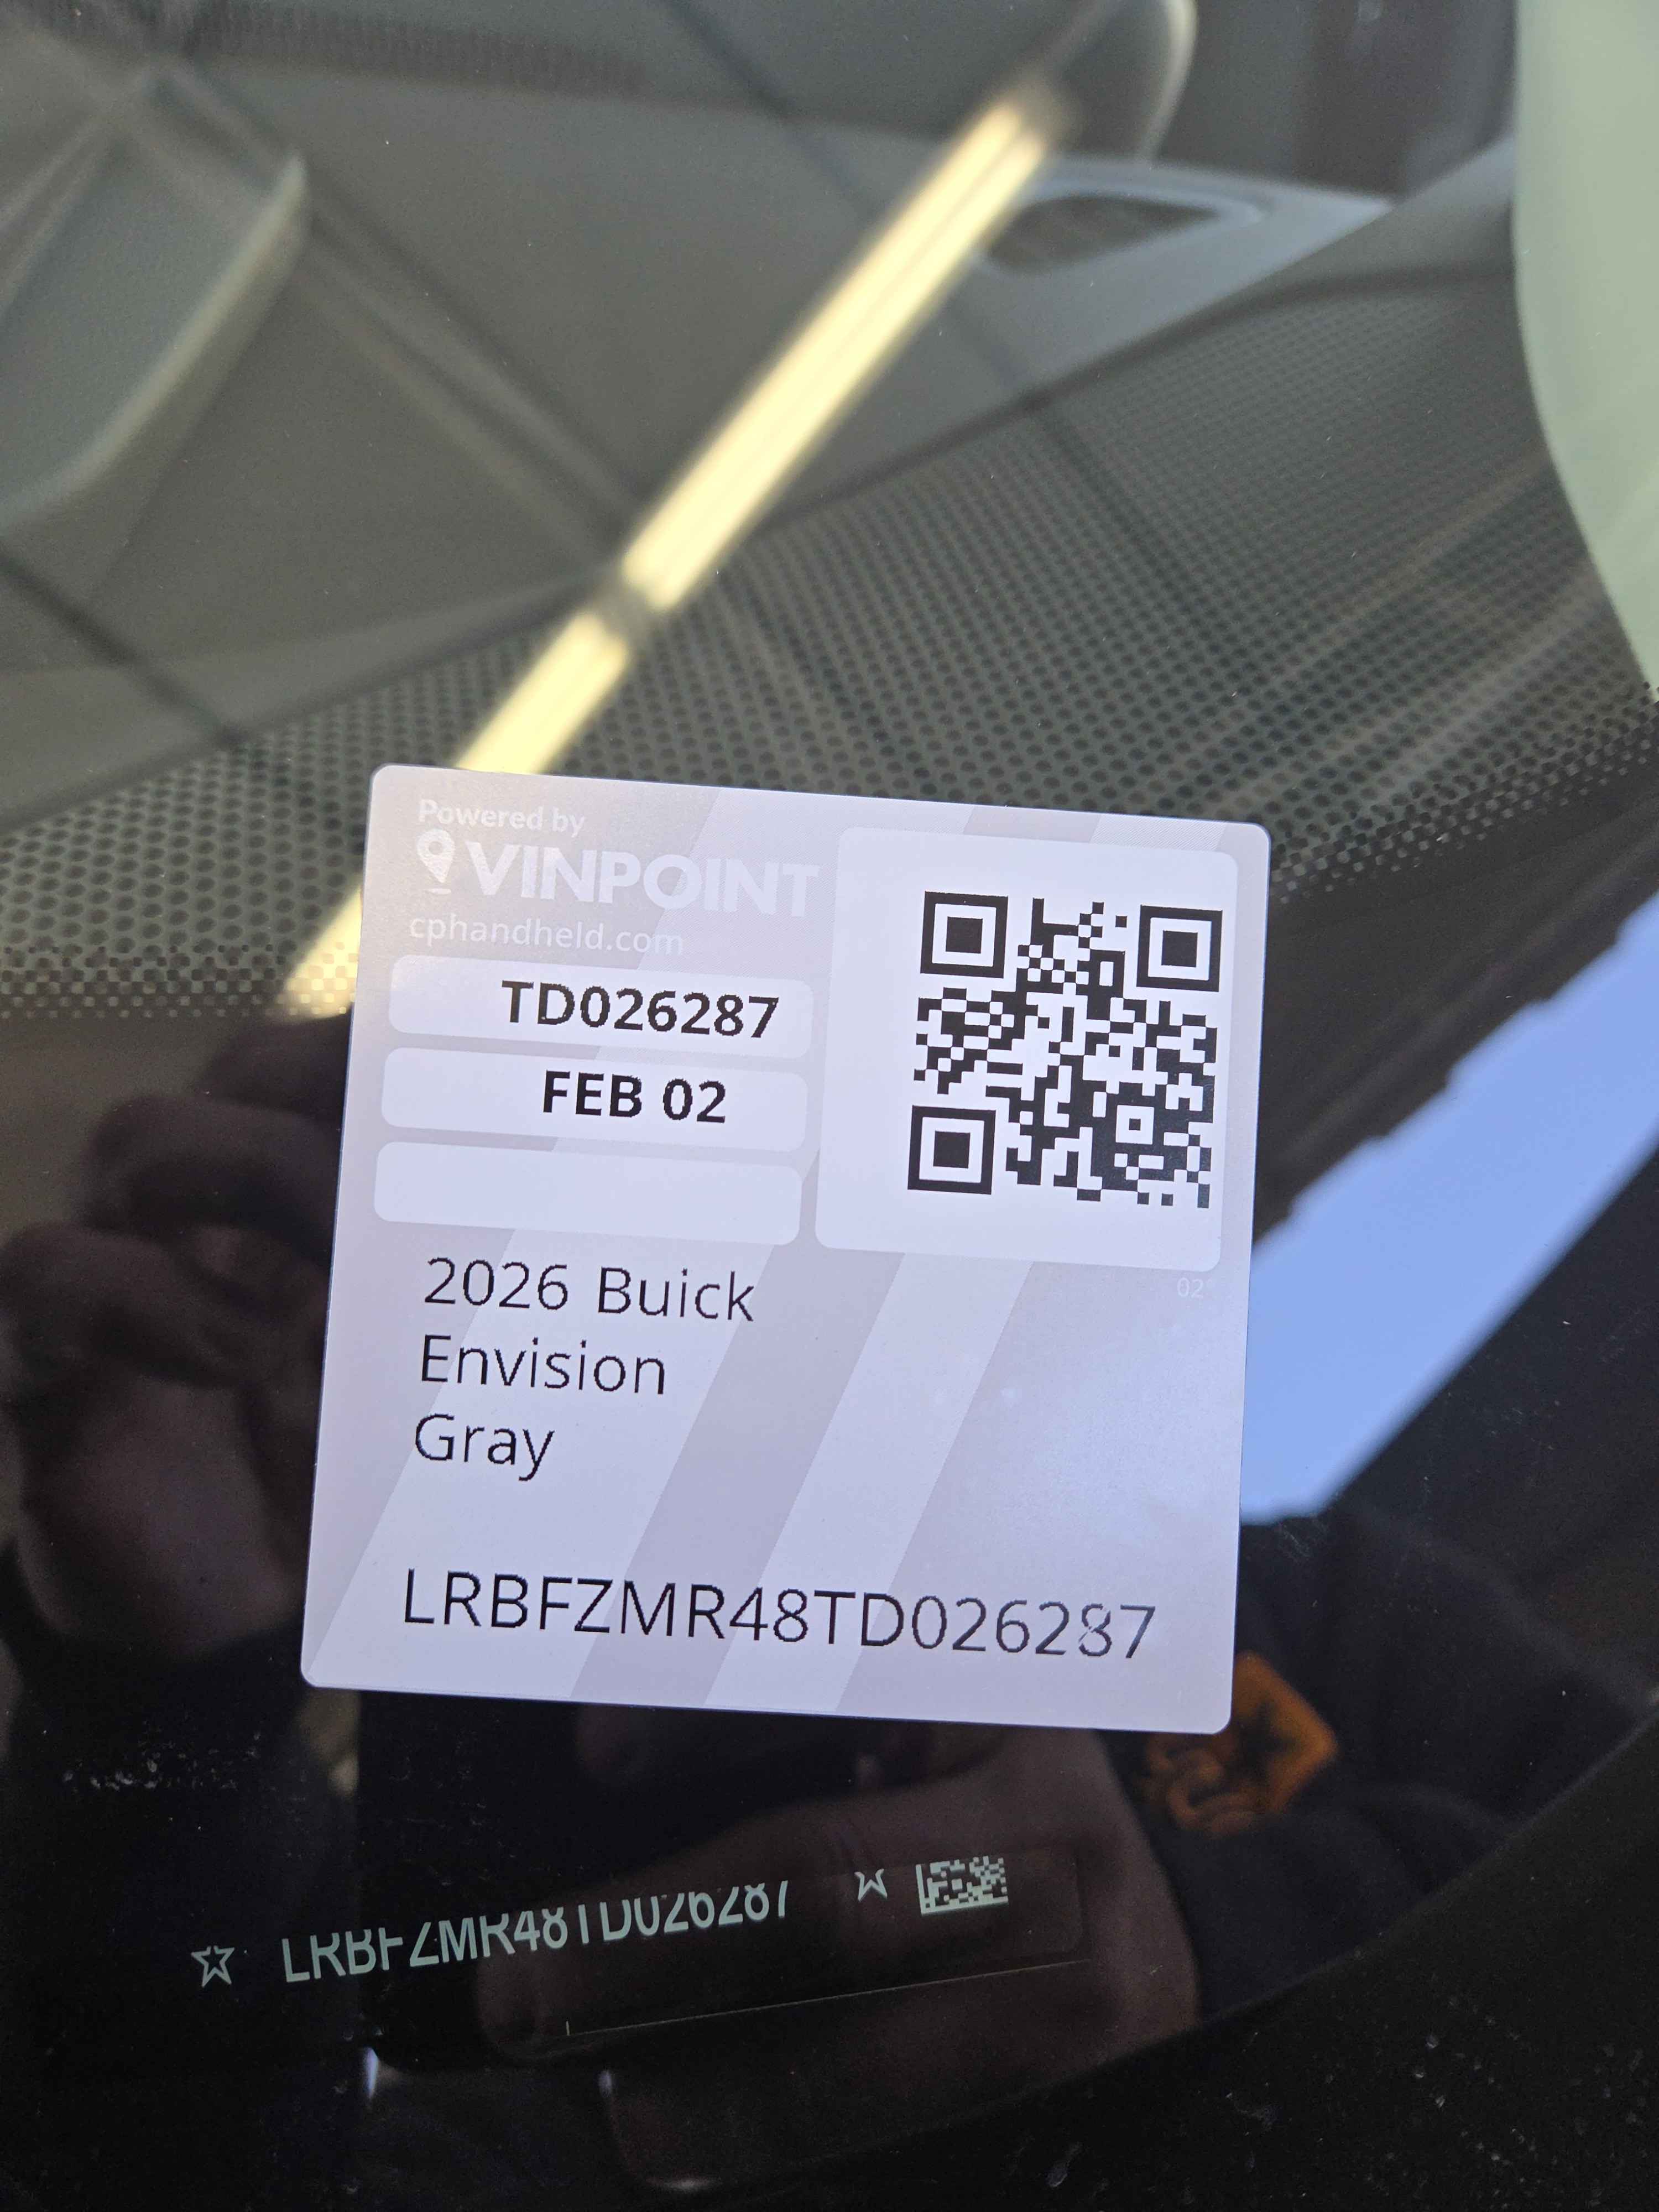 Powered by
VINPOINT
cphandheld.com
TD026287
FEB 02
2026 Buick
Envision
Gray
02
LRBFZMR48TD026287
LRBFZMR48TD026287